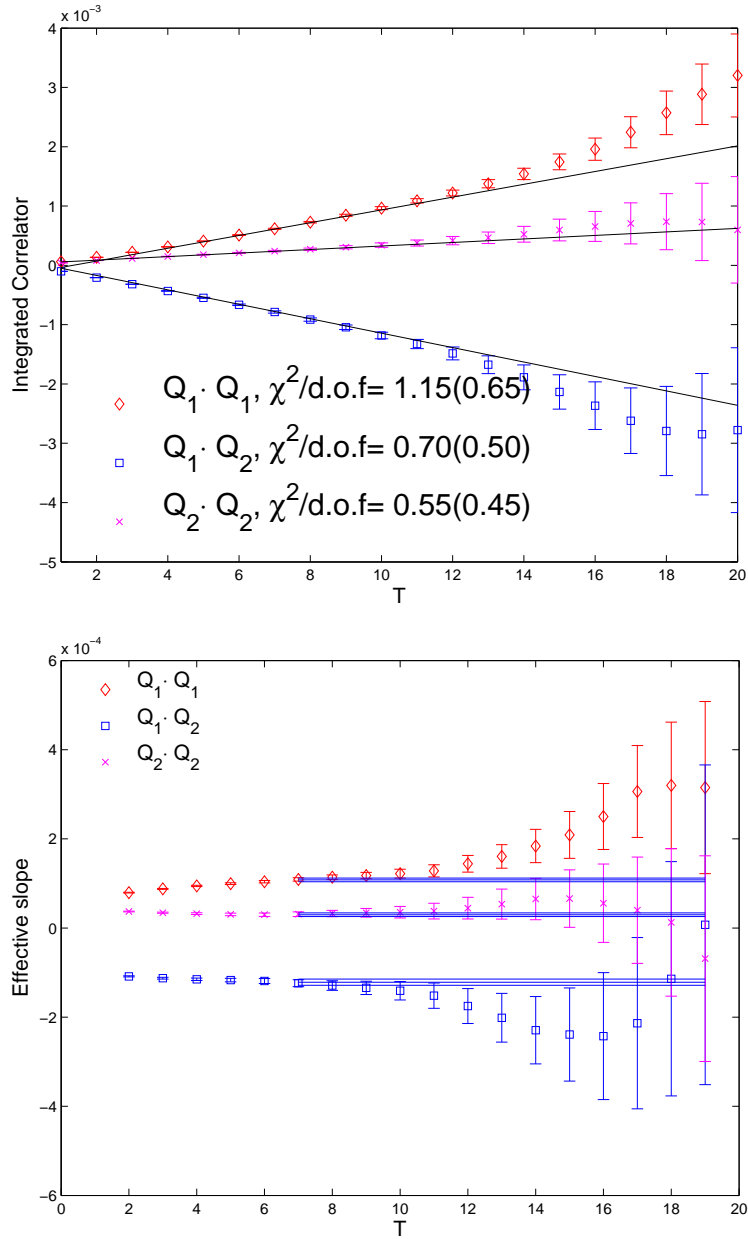 x 10⁻³
4
3
2
1
0
−1
−2
−3
−4
−5
2 4 6 8 10 12 14 16 18 20
T
Integrated Correlator
Q₁· Q₁, χ²/d.o.f= 1.15(0.65)
Q₁· Q₂, χ²/d.o.f= 0.70(0.50)
Q₂· Q₂, χ²/d.o.f= 0.55(0.45)
x 10⁻⁴
6
4
2
0
−2
−4
−6
0 2 4 6 8 10 12 14 16 18 20
T
Effective slope
Q₁· Q₁
Q₁· Q₂
Q₂· Q₂